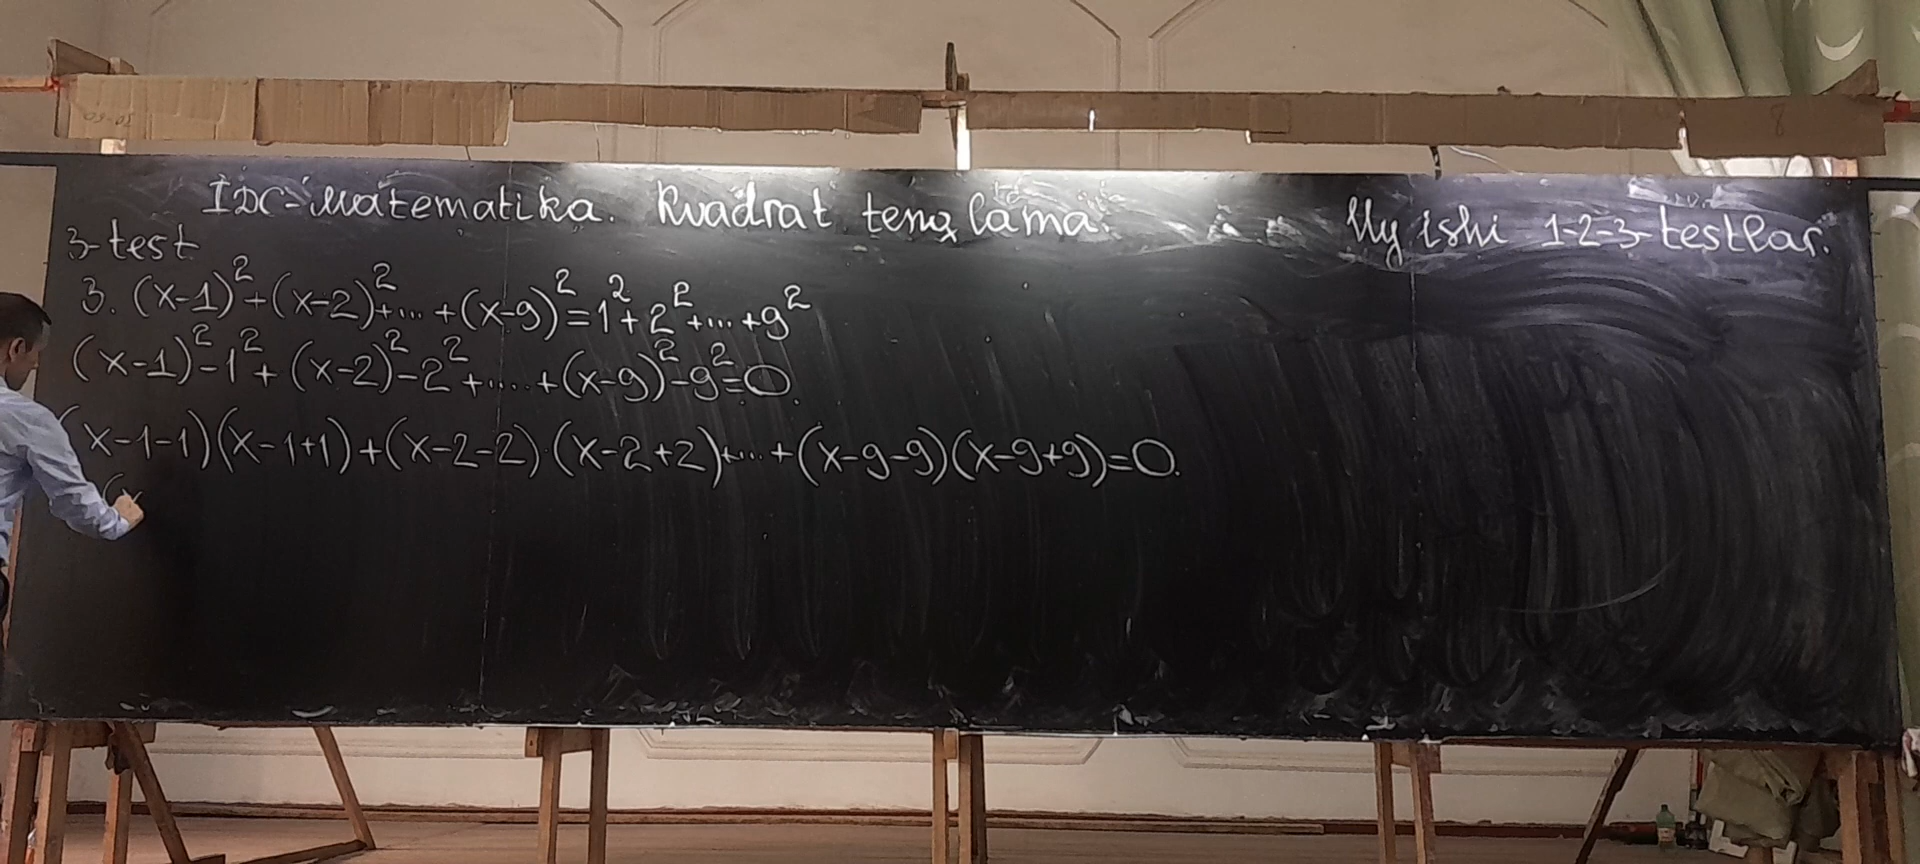 IDC-Matematika. Kvadrat tenglama.
Uy ishi 1-2-3-testlar.
3-test
3. (x-1)²+(x-2)²+...+(x-9)²=1²+2²+...+9²
(x-1)²-1²+(x-2)²-2²+.....+(x-9)²-9²=0.
(x-1-1)(x-1+1)+(x-2-2)·(x-2+2)+...+(x-9-9)(x-9+9)=0.
(x
8